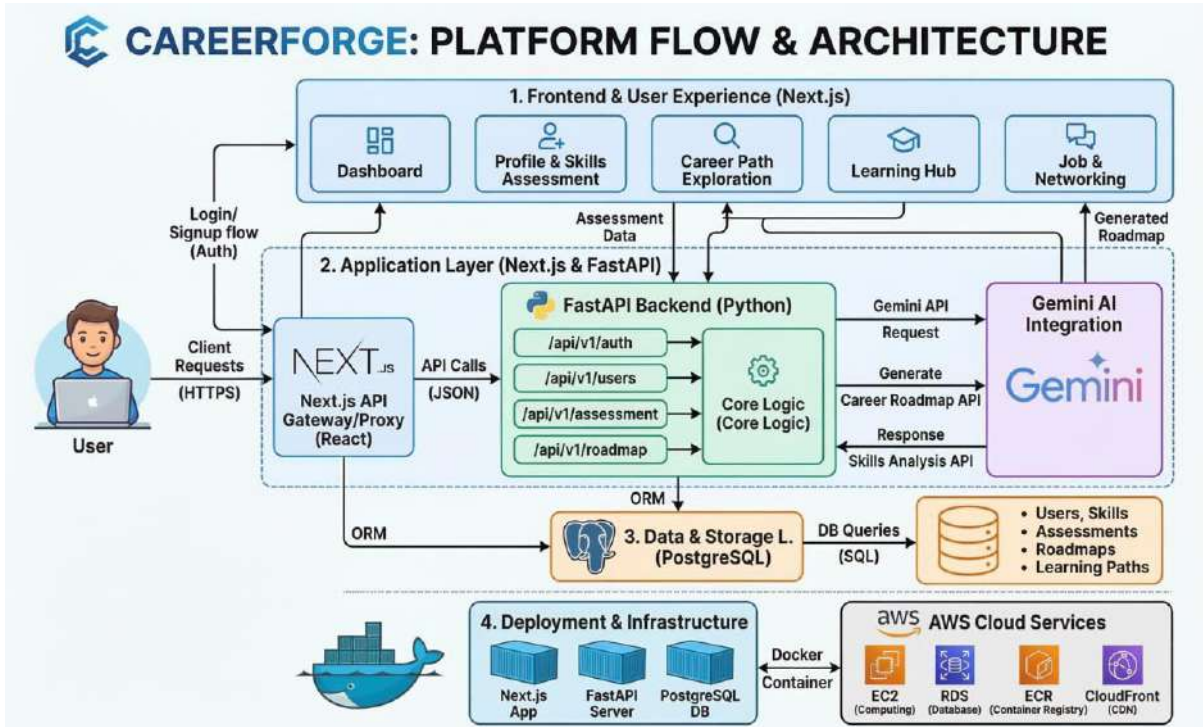 CAREERFORGE: PLATFORM FLOW & ARCHITECTURE
1. Frontend & User Experience (Next.js)
Dashboard
Profile & Skills
Assessment
Career Path
Exploration
Learning Hub
Job &
Networking
Login/
Signup flow
(Auth)
Assessment
Data
Generated
Roadmap
2. Application Layer (Next.js & FastAPI)
User
Client
Requests
(HTTPS)
NEXT.JS
Next.js API
Gateway/Proxy
(React)
API Calls
(JSON)
FastAPI Backend (Python)
/api/v1/auth
/api/v1/users
/api/v1/assessment
/api/v1/roadmap
Core Logic
(Core Logic)
Gemini API
Request
Generate
Career Roadmap API
Response
Skills Analysis API
Gemini AI
Integration
Gemini
ORM
ORM
3. Data & Storage L.
(PostgreSQL)
DB Queries
(SQL)
• Users, Skills
• Assessments
• Roadmaps
• Learning Paths
4. Deployment & Infrastructure
Next.js
App
FastAPI
Server
PostgreSQL
DB
Docker
Container
aws AWS Cloud Services
EC2
(Computing)
RDS
(Database)
ECR
(Container Registry)
CloudFront
(CDN)